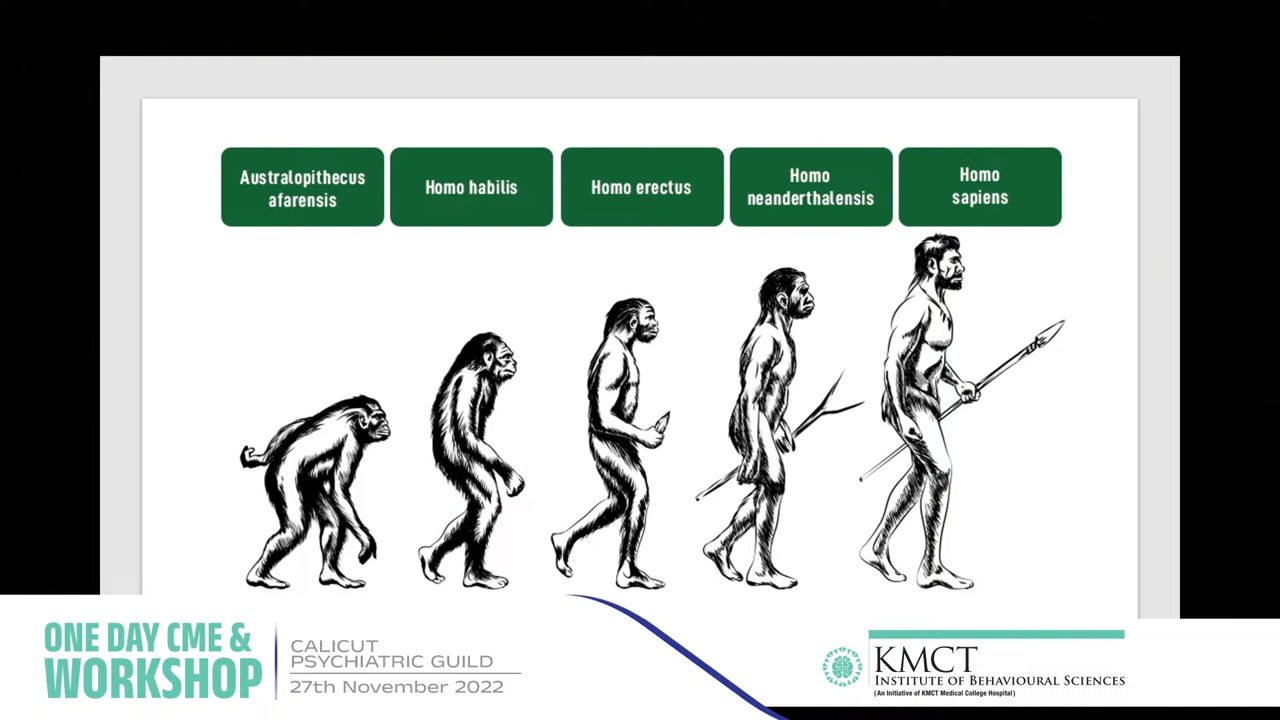 Australopithecus
afarensis
Homo habilis
Homo erectus
Homo
neanderthalensis
Homo
sapiens
ONE DAY CME &
WORKSHOP
CALICUT
PSYCHIATRIC GUILD
27th November 2022
KMCT
INSTITUTE OF BEHAVIOURAL SCIENCES
(An Initiative of KMCT Medical College Hospital)